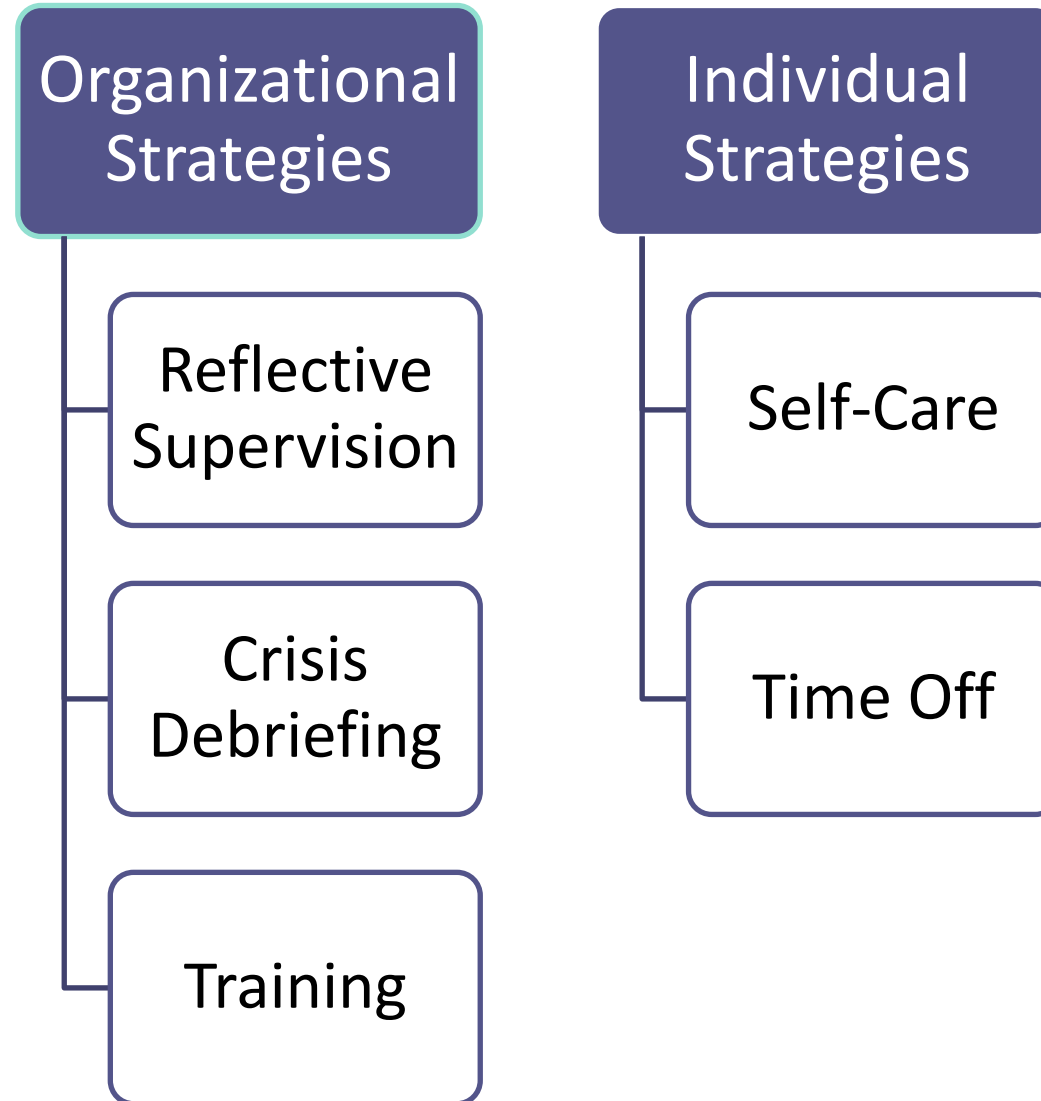 Organizational
Strategies
Reflective
Supervision
Crisis
Debriefing
Training
Individual
Strategies
Self-Care
Time Off